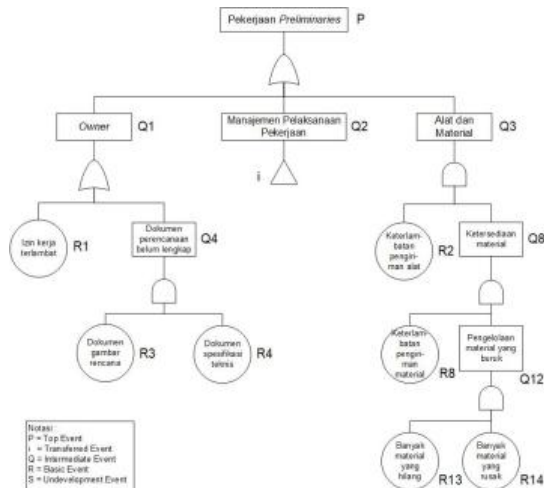 Pekerjaan Preliminaries P
Owner Q1
Manajemen Pelaksanaan
Pekerjaan
Q2
Alat dan
Material
Q3
i
Izin kerja
terlambat
R1
Dokumen
perencanaan
belum lengkap
Q4
Keterlam-
batan
pengiri-
man alat
R2
Ketersediaan
material
Q8
Dokumen
gambar
rencana
R3
Dokumen
spesifikasi
teknis
R4
Keterlam-
batan
pengiri-
man
material
R8
Pengelolaan
material yang
buruk
Q12
Banyak
material
yang
hilang
R13
Banyak
material
yang
rusak
R14
Notasi
P = Top Event
i = Transferred Event
Q = Intermediate Event
R = Basic Event
S = Undevelopment Event